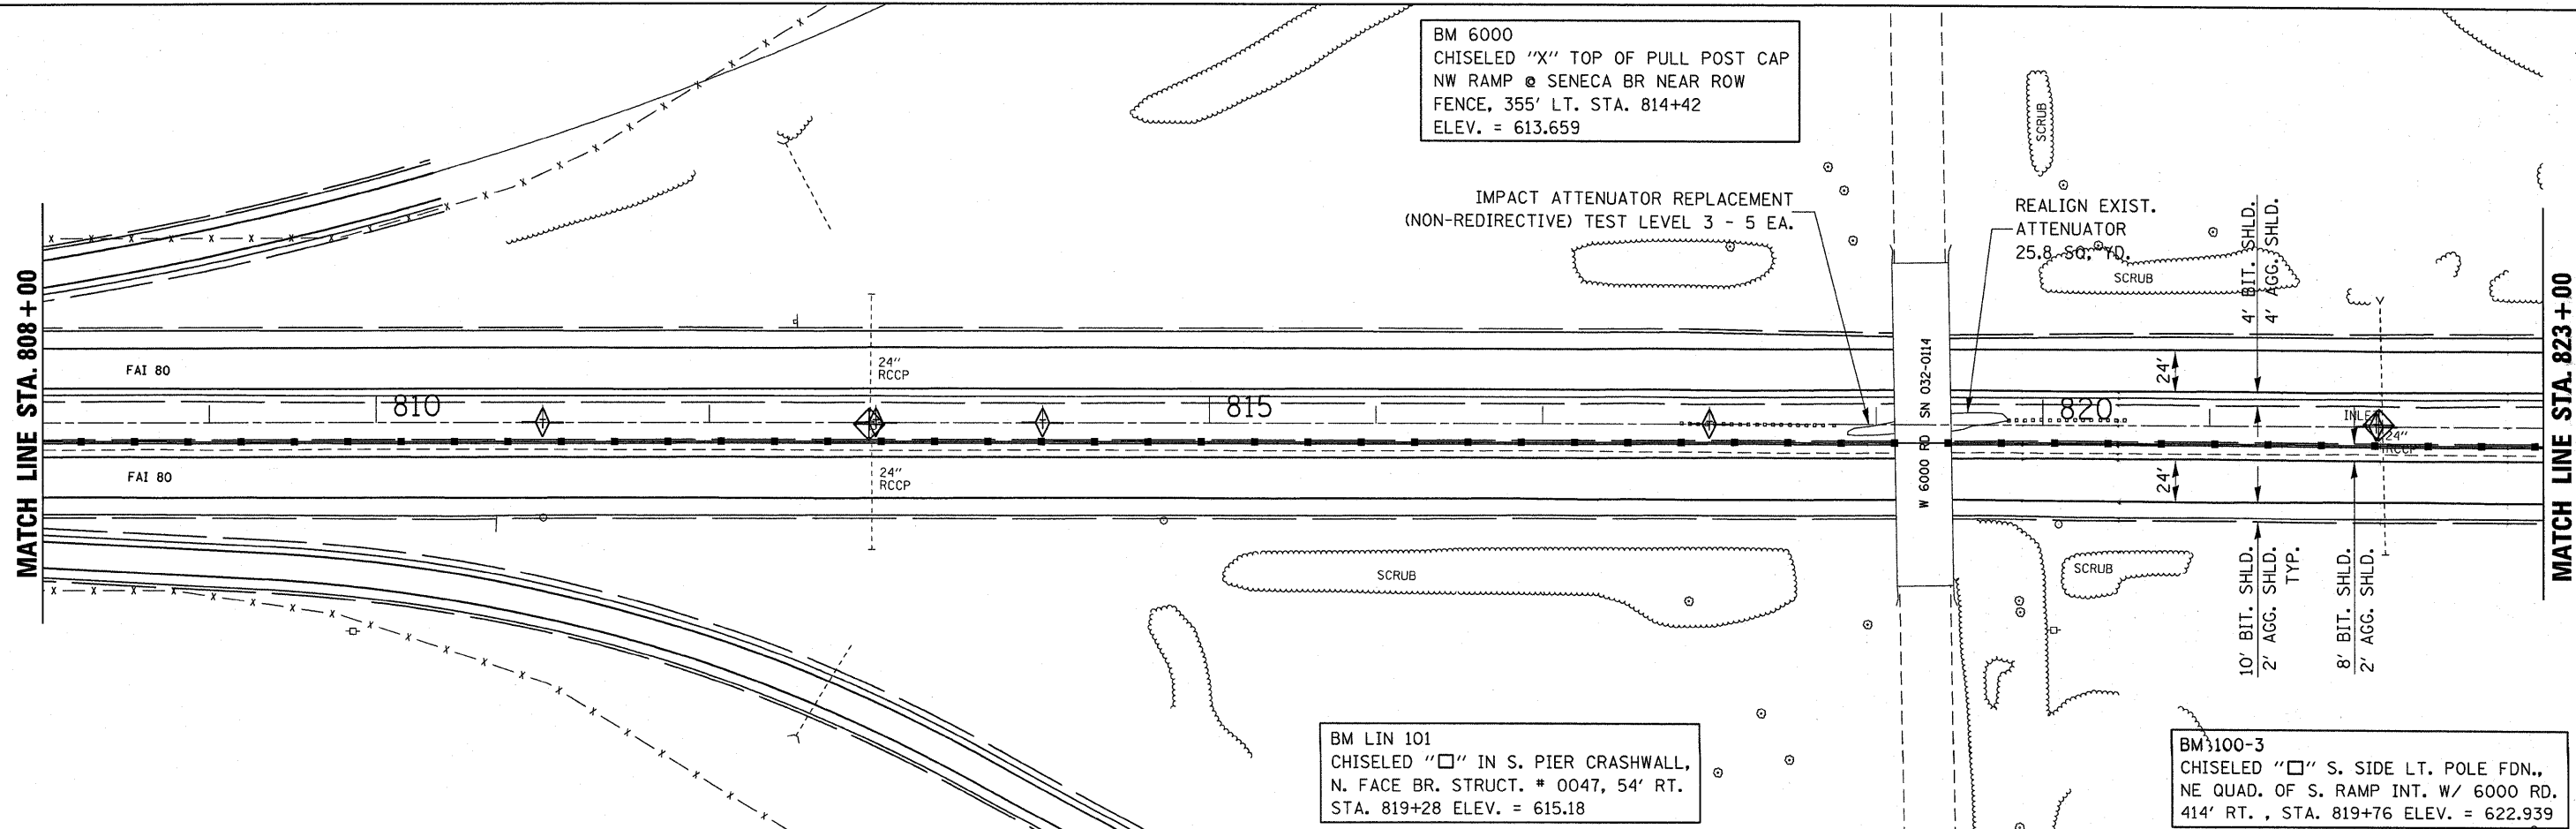 BM 6000
CHISELED "X" TOP OF PULL POST CAP
NW RAMP @ SENECA BR NEAR ROW
FENCE, 355' LT. STA. 814+42
ELEV. = 613.659
IMPACT ATTENUATOR REPLACEMENT
(NON-REDIRECTIVE) TEST LEVEL 3 - 5 EA.
REALIGN EXIST.
ATTENUATOR
25.8 SQ. YD.
SCRUB
SCRUB
4' BIT. SHLD.
4' AGG. SHLD.
MATCH LINE STA. 808+00
MATCH LINE STA. 823+00
FAI 80
24"
RCCP
24'
W 6000 RD SN 032-0114
810
815
820
INLET
24"
RCCP
FAI 80
24"
RCCP
24'
SCRUB
SCRUB
10' BIT. SHLD.
2' AGG. SHLD.
TYP.
8' BIT. SHLD.
2' AGG. SHLD.
BM LIN 101
CHISELED "□" IN S. PIER CRASHWALL,
N. FACE BR. STRUCT. # 0047, 54' RT.
STA. 819+28 ELEV. = 615.18
BM 100-3
CHISELED "□" S. SIDE LT. POLE FDN.,
NE QUAD. OF S. RAMP INT. W/ 6000 RD.
414' RT. , STA. 819+76 ELEV. = 622.939